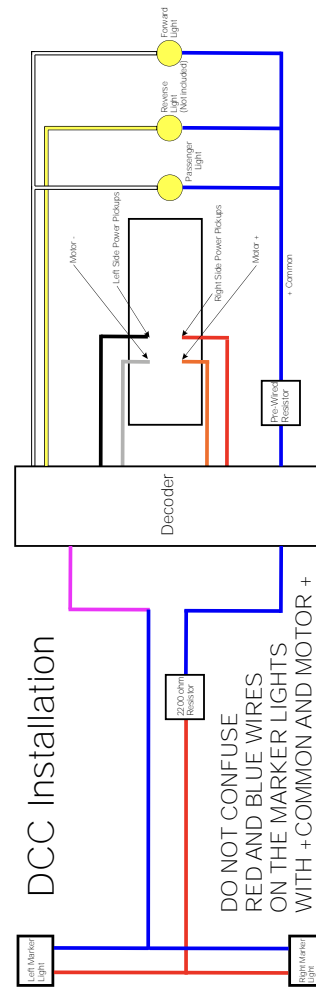 DCC Installation
Left Marker
Light
Right Marker
Light
2200 ohm
Resistor
DO NOT CONFUSE
RED AND BLUE WIRES
ON THE MARKER LIGHTS
WITH + COMMON AND MOTOR +
Decoder
Pre-Wired
Resistor
Motor -
Left Side Power Pickups
Right Side Power Pickups
Motor +
+ Common
Passenger
Light
Reverse
Light
(Not included)
Forward
Light